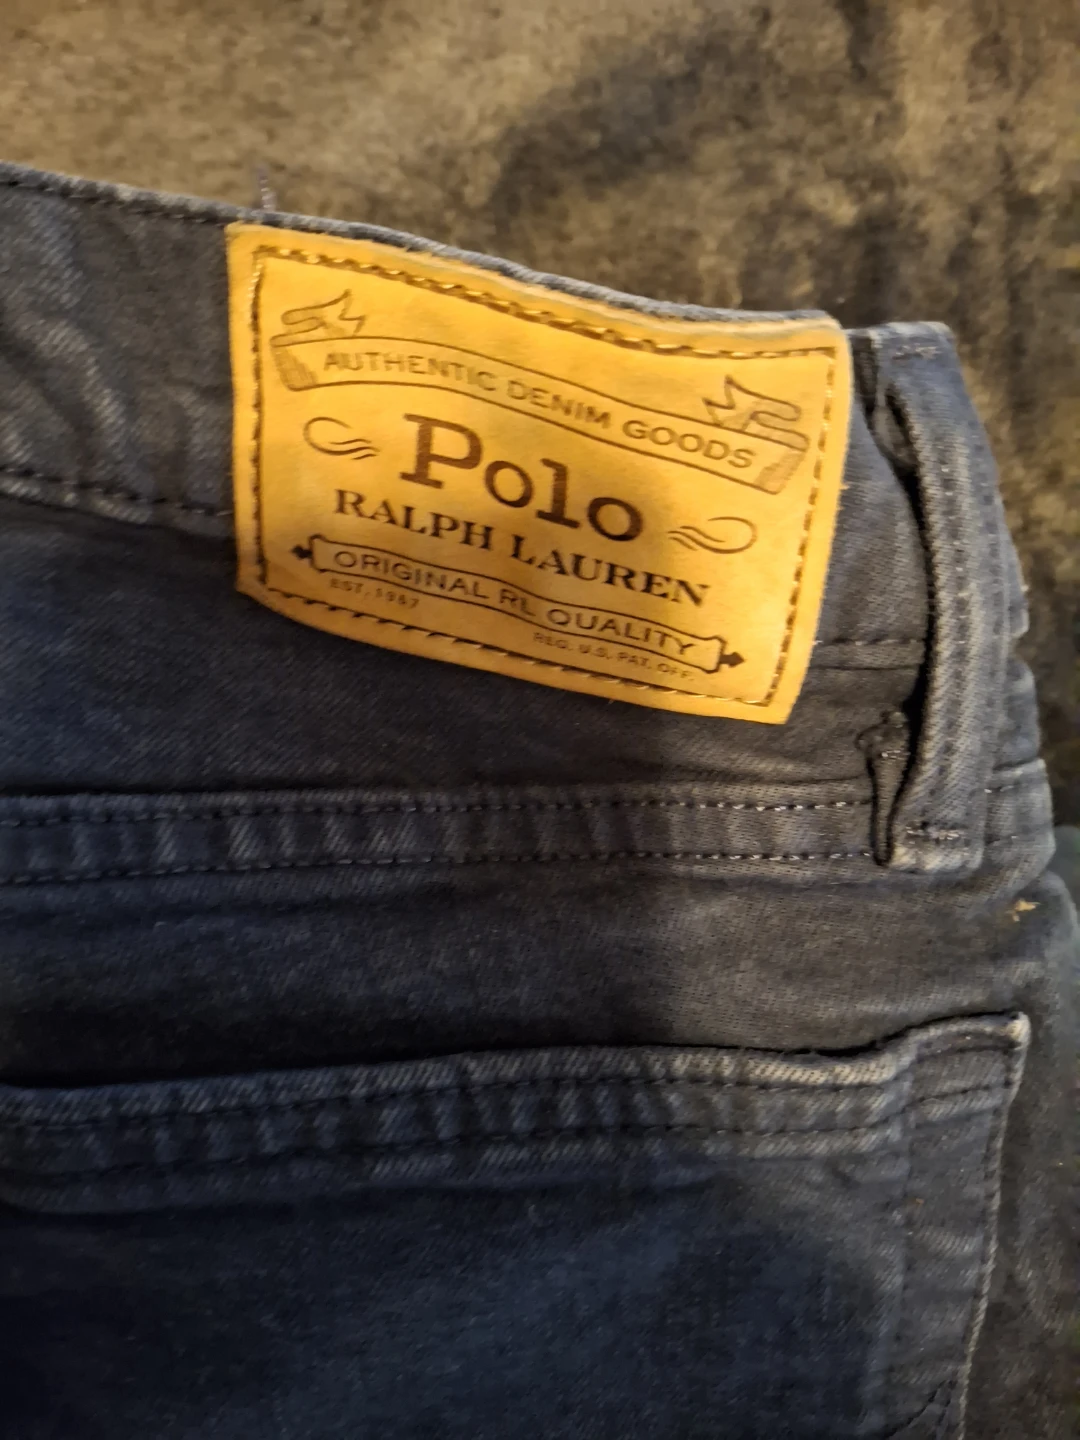 AUTHENTIC DENIM GOODS
Polo
RALPH LAUREN
ORIGINAL RL QUALITY
EST. 1967
REG. U.S. PAT. OFF.